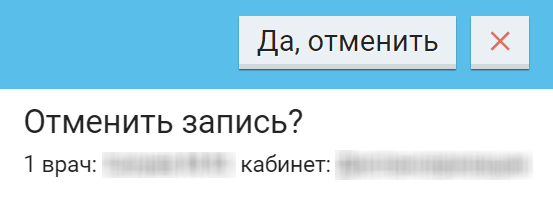 Да, отменить
Отменить запись?
1 врач: кабинет: